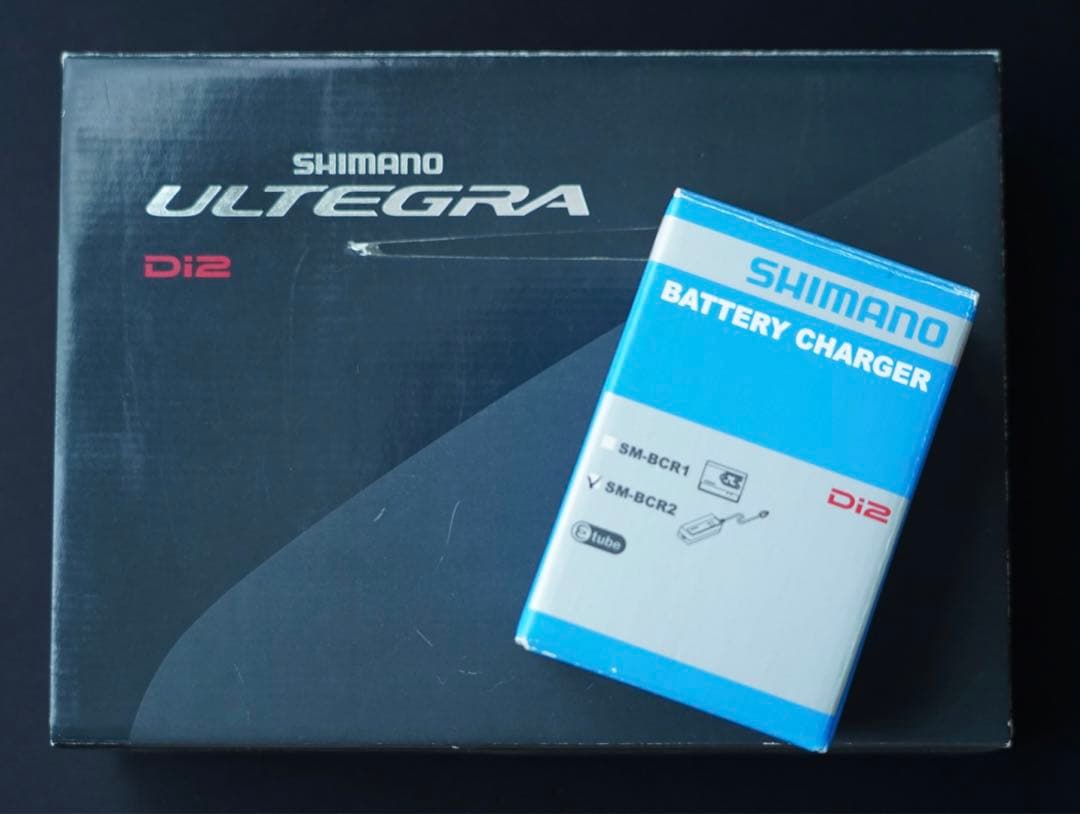 SHIMANO
ULTEGRA
Di2
SHIMANO
BATTERY CHARGER
SM-BCR1
SM-BCR2
Di2
E tube